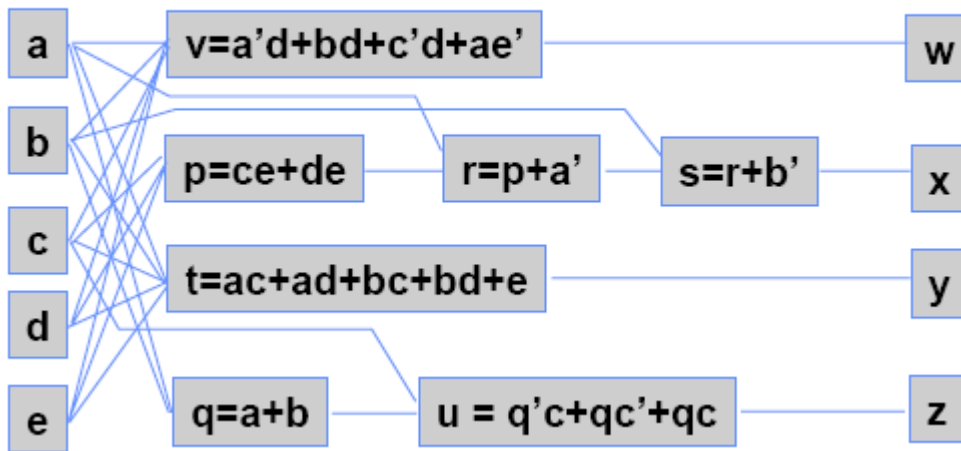 a
v=a’d+bd+c’d+ae’
w
b
p=ce+de
r=p+a’
s=r+b’
x
c
t=ac+ad+bc+bd+e
y
d
e
q=a+b
u = q’c+qc’+qc
z